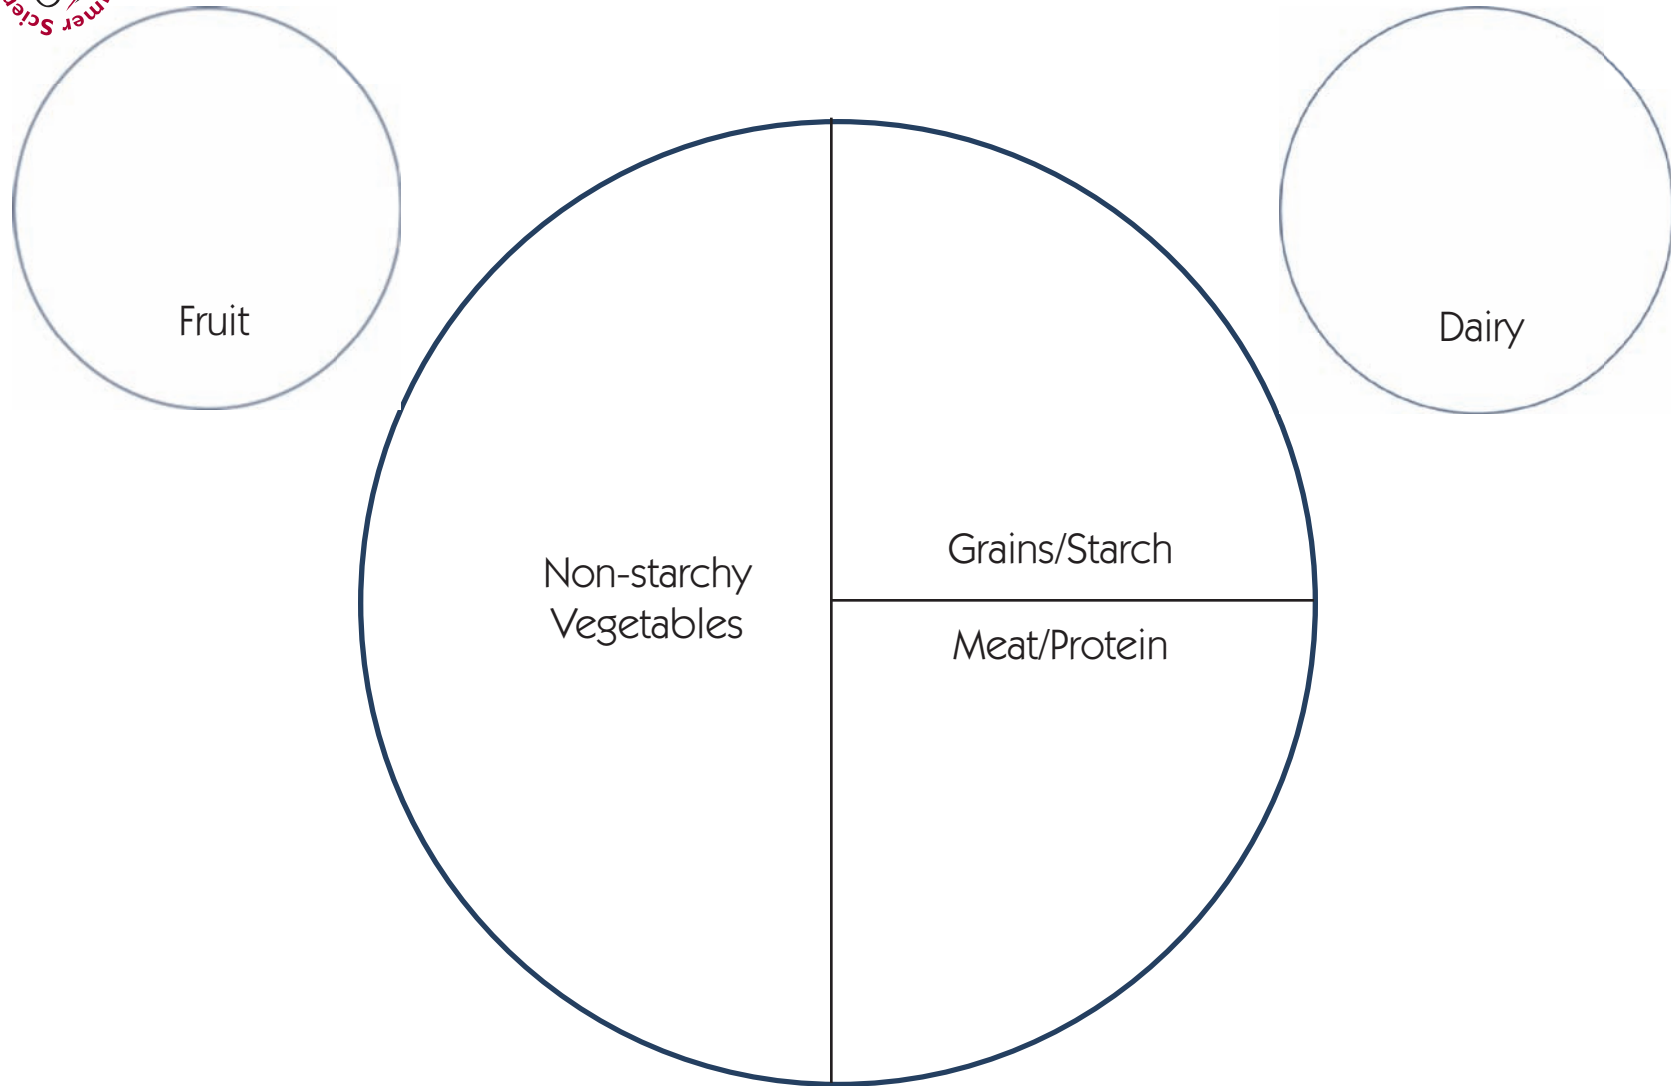 Fruit
Dairy
Grains/Starch
Non-starchy
Vegetables
Meat/Protein